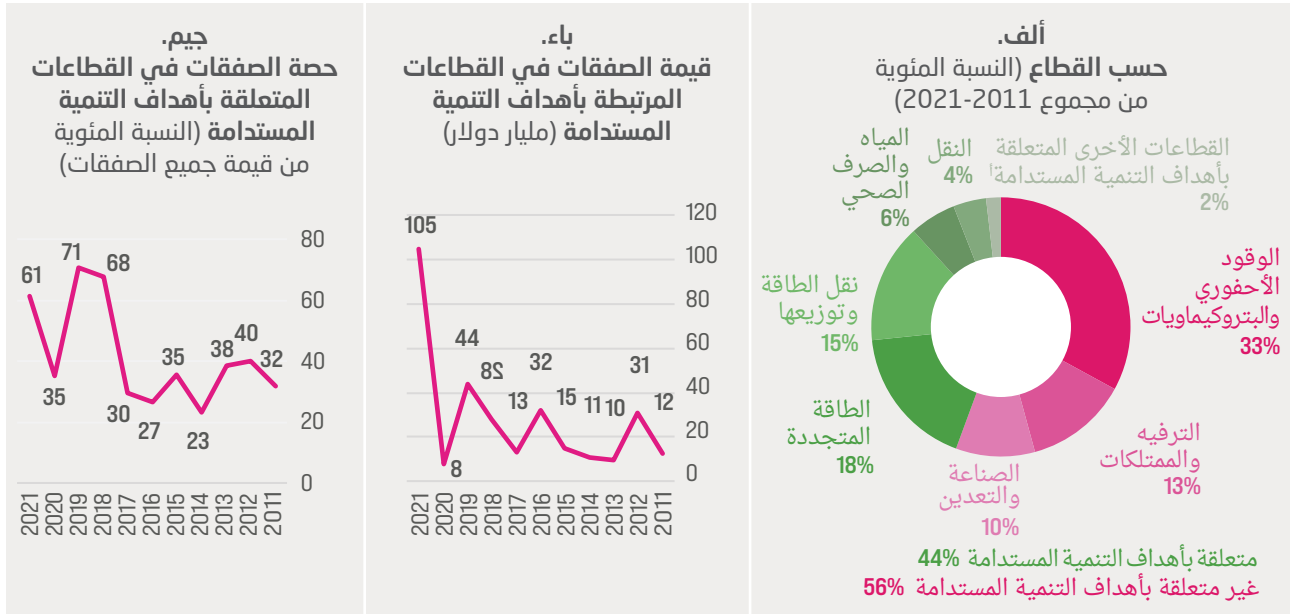 ألف.
حسب القطاع (النسبة المئوية
من مجموع 2011-2021)
القطاعات الأخرى المتعلقة
بأهداف التنمية المستدامة¹
2%
النقل
4%
المياه
والصرف
الصحي
6%
نقل الطاقة
وتوزيعها
15%
الطاقة
المتجددة
18%
الصناعة
والتعدين
10%
الترفيه
والممتلكات
13%
الوقود
الأحفوري
والبتروكيماويات
33%
متعلقة بأهداف التنمية المستدامة 44%
غير متعلقة بأهداف التنمية المستدامة 56%
باء.
قيمة الصفقات في القطاعات
المرتبطة بأهداف التنمية
المستدامة (مليار دولار)
120
100
80
60
40
20
0
12
31
10
11
15
32
13
28
44
8
105
2011
2012
2013
2014
2015
2016
2017
2018
2019
2020
2021
جيم.
حصة الصفقات في القطاعات
المتعلقة بأهداف التنمية
المستدامة (النسبة المئوية
من قيمة جميع الصفقات)
80
60
40
20
0
32
40
38
23
35
27
30
68
71
35
61
2011
2012
2013
2014
2015
2016
2017
2018
2019
2020
2021